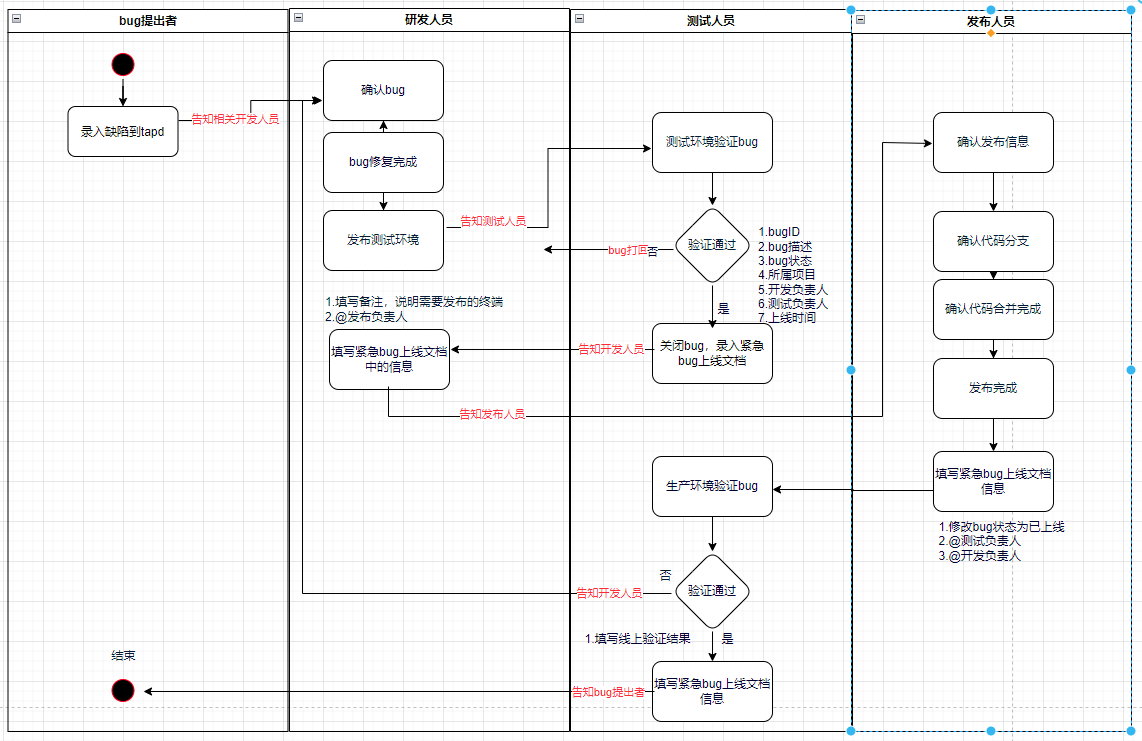 bug提出者
研发人员
测试人员
发布人员
录入缺陷到tapd
告知相关开发人员
确认bug
bug修复完成
发布测试环境
告知测试人员
测试环境验证bug
验证通过
bug打回
否
是
1.bugID
2.bug描述
3.bug状态
4.所属项目
5.开发负责人
6.测试负责人
7.上线时间
关闭bug，录入紧急
bug上线文档
告知开发人员
1.填写备注，说明需要发布的终端
2.@发布负责人
填写紧急bug上线文档
中的信息
告知发布人员
确认发布信息
确认代码分支
确认代码合并完成
发布完成
填写紧急bug上线文档
信息
1.修改bug状态为已上线
2.@测试负责人
3.@开发负责人
生产环境验证bug
验证通过
否
告知开发人员
是
1.填写线上验证结果
填写紧急bug上线文档
信息
告知bug提出者
结束